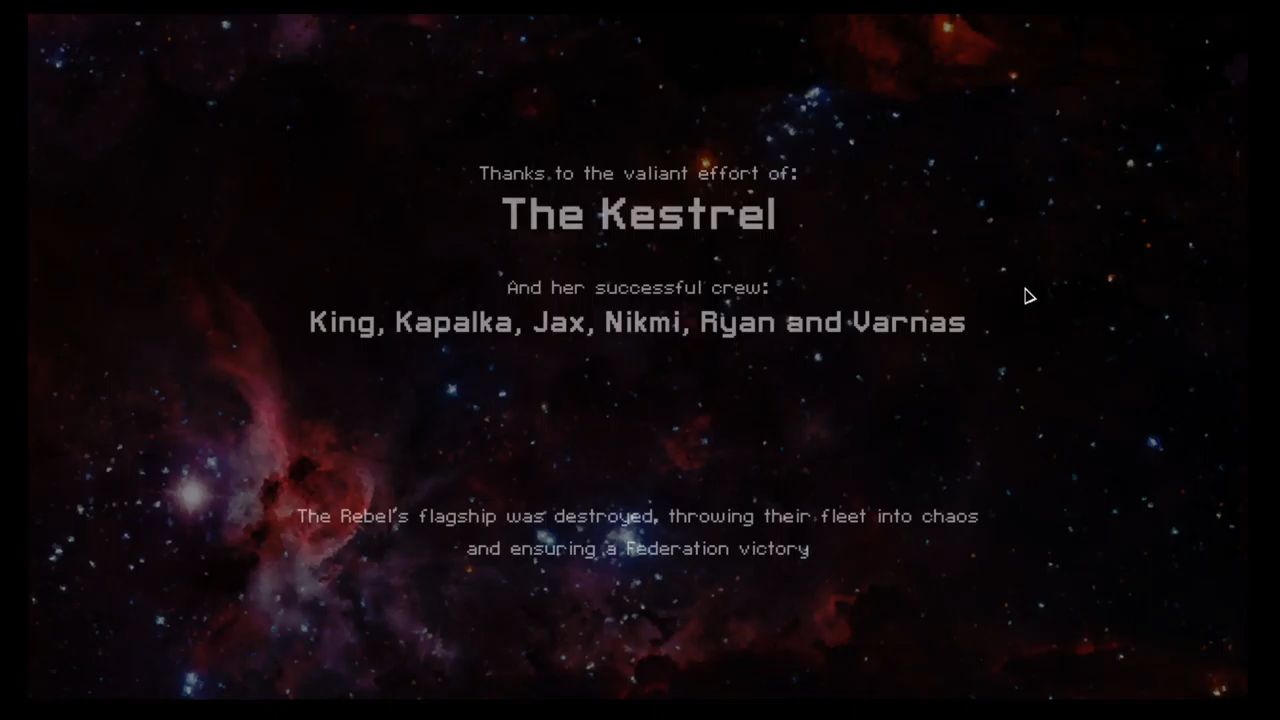 Thanks to the valiant effort of:
The Kestrel
And her successful crew:
King, Kapalka, Jax, Nikmi, Ryan and Varnas
The Rebel's flagship was destroyed, throwing their fleet into chaos
and ensuring a Federation victory